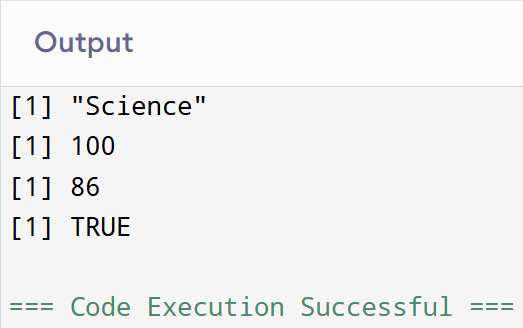 Output
[1] "Science"
[1] 100
[1] 86
[1] TRUE
=== Code Execution Successful ===